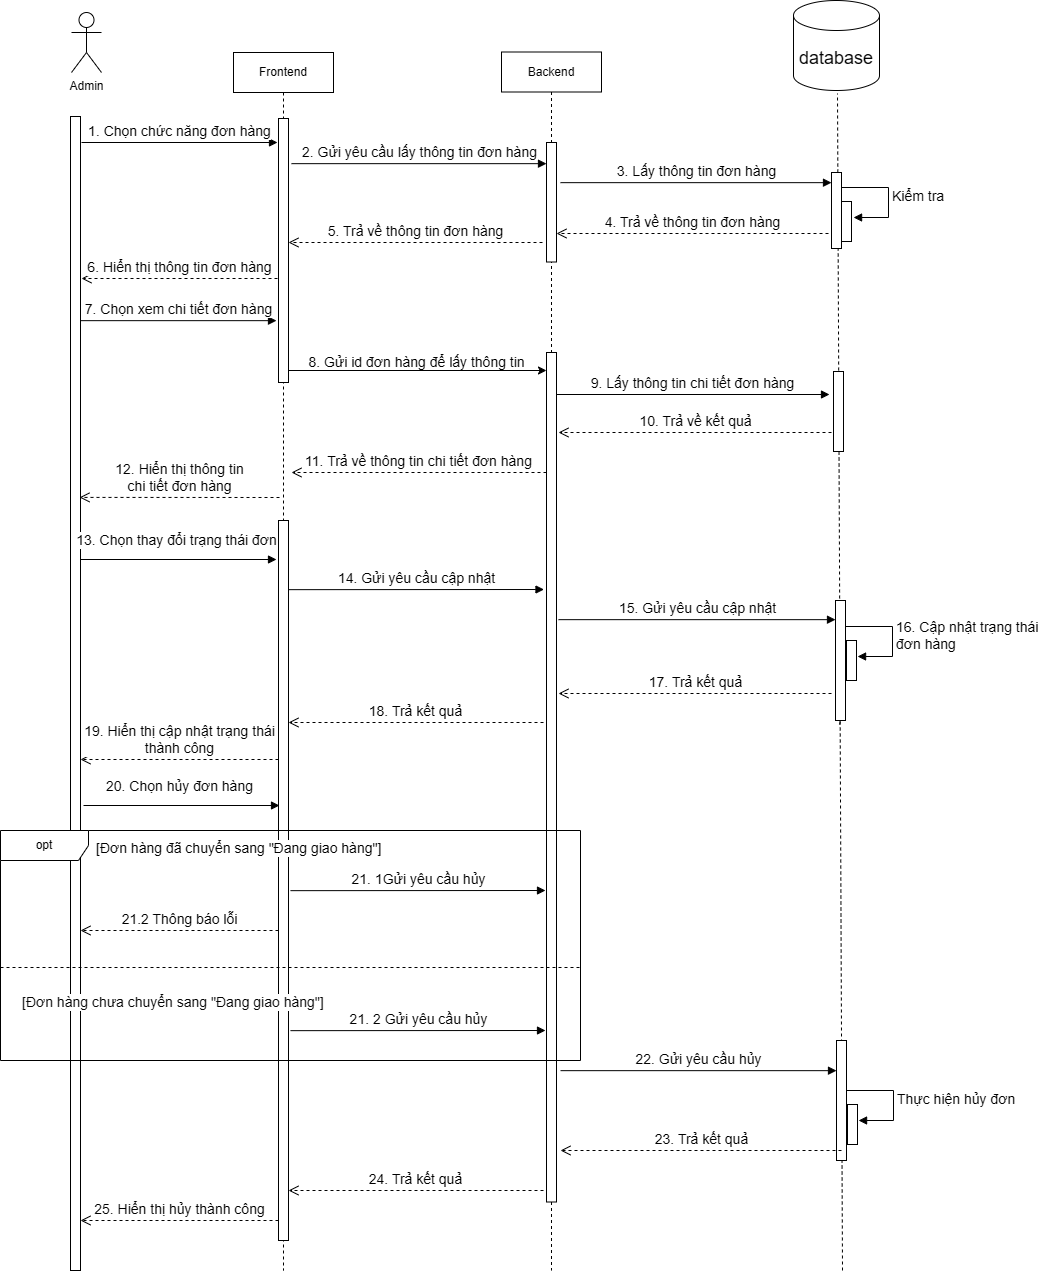 Admin
Frontend
Backend
database
1. Chọn chức năng đơn hàng
2. Gửi yêu cầu lấy thông tin đơn hàng
3. Lấy thông tin đơn hàng
Kiểm tra
4. Trả về thông tin đơn hàng
5. Trả về thông tin đơn hàng
6. Hiển thị thông tin đơn hàng
7. Chọn xem chi tiết đơn hàng
8. Gửi id đơn hàng để lấy thông tin
9. Lấy thông tin chi tiết đơn hàng
10. Trả về kết quả
11. Trả về thông tin chi tiết đơn hàng
12. Hiển thị thông tin
chi tiết đơn hàng
13. Chọn thay đổi trạng thái đơn
14. Gửi yêu cầu cập nhật
15. Gửi yêu cầu cập nhật
16. Cập nhật trạng thái
đơn hàng
17. Trả kết quả
18. Trả kết quả
19. Hiển thị cập nhật trạng thái
thành công
20. Chọn hủy đơn hàng
opt
[Đơn hàng đã chuyển sang "Đang giao hàng"]
21. 1Gửi yêu cầu hủy
21.2 Thông báo lỗi
[Đơn hàng chưa chuyển sang "Đang giao hàng"]
21. 2 Gửi yêu cầu hủy
22. Gửi yêu cầu hủy
Thực hiện hủy đơn
23. Trả kết quả
24. Trả kết quả
25. Hiển thị hủy thành công